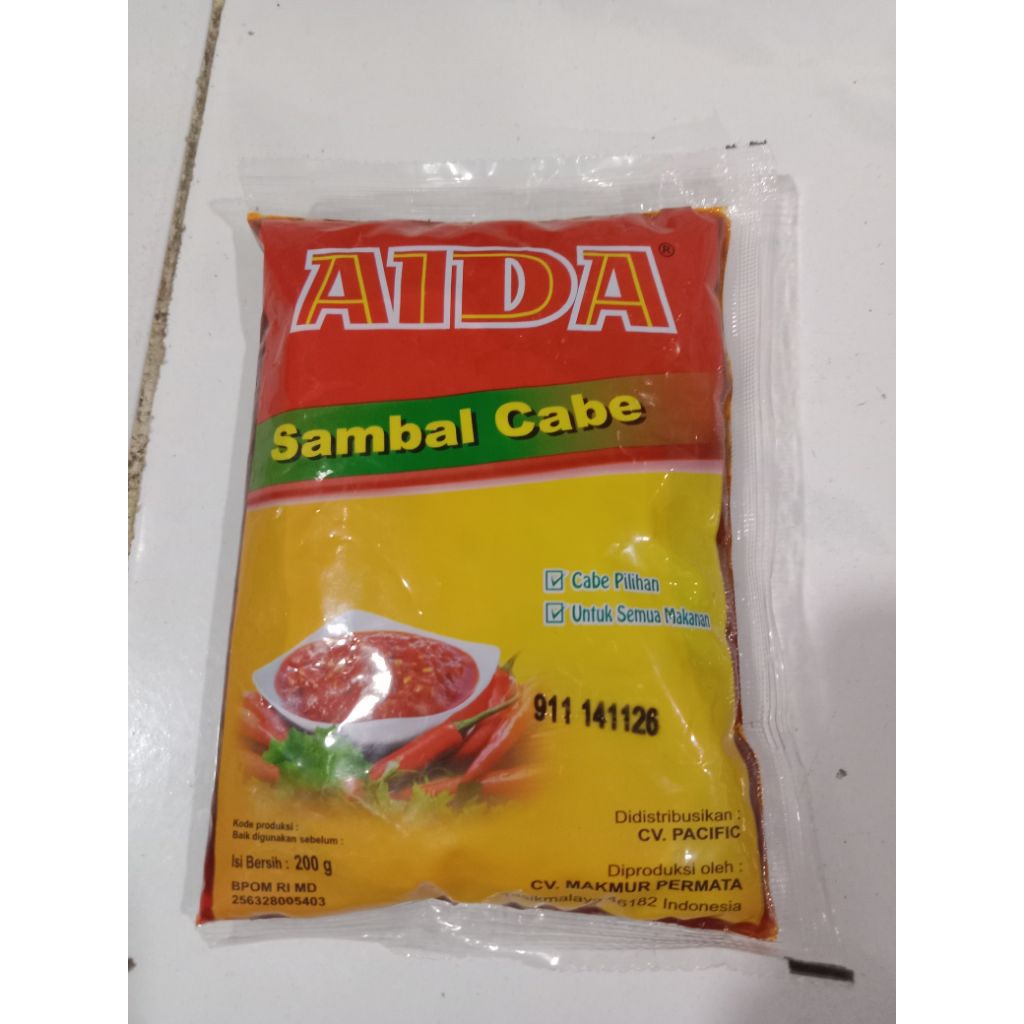 AIDA ®
Sambal Cabe
Cabe Pilihan
Untuk Semua Makanan
911 141126
Kode produksi :
Baik digunakan sebelum :
Isi Bersih : 200 g
BPOM RI MD
256328005403
Didistribusikan :
CV. PACIFIC
Diproduksi oleh :
CV. MAKMUR PERMATA
Indonesia